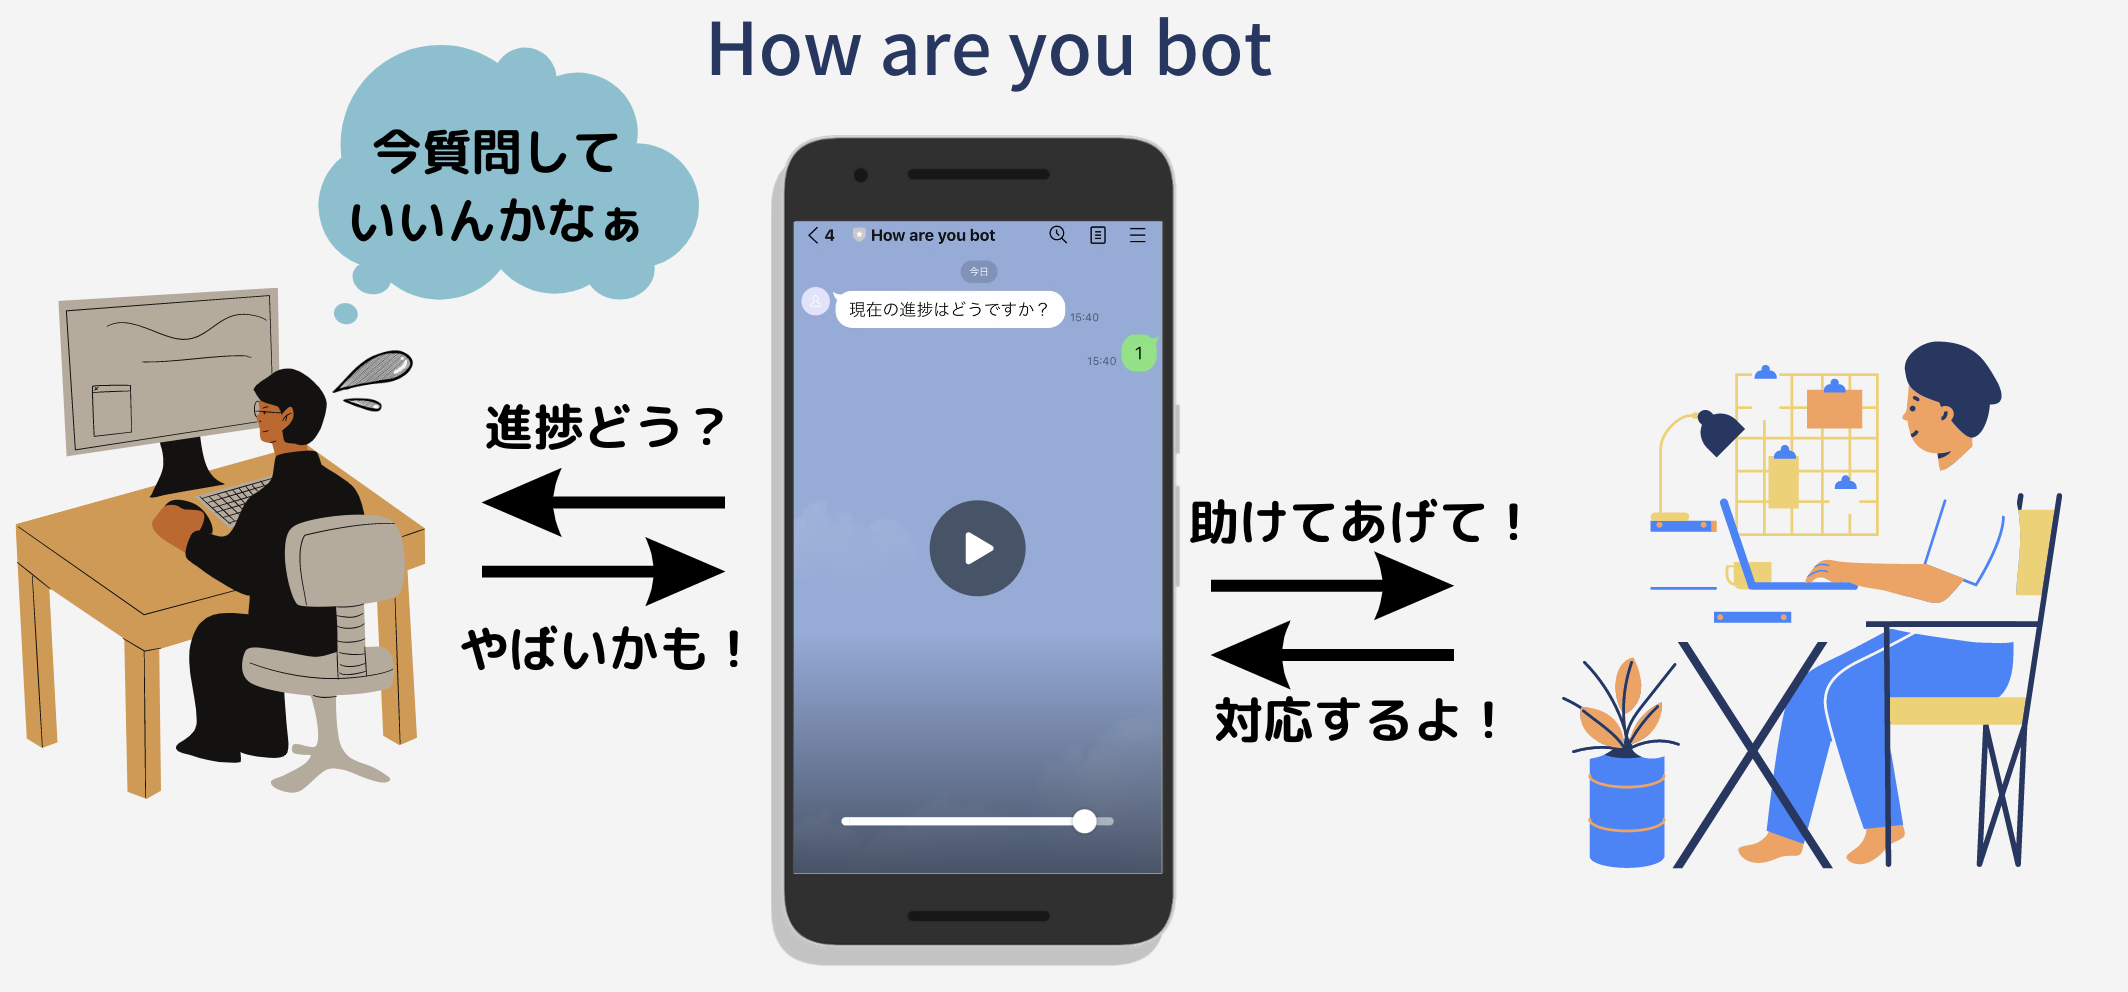 How are you bot
今質問して
いいんかなぁ
4 How are you bot
今日
現在の進捗はどうですか？
15:40
1
15:40
進捗どう？
やばいかも！
助けてあげて！
対応するよ！